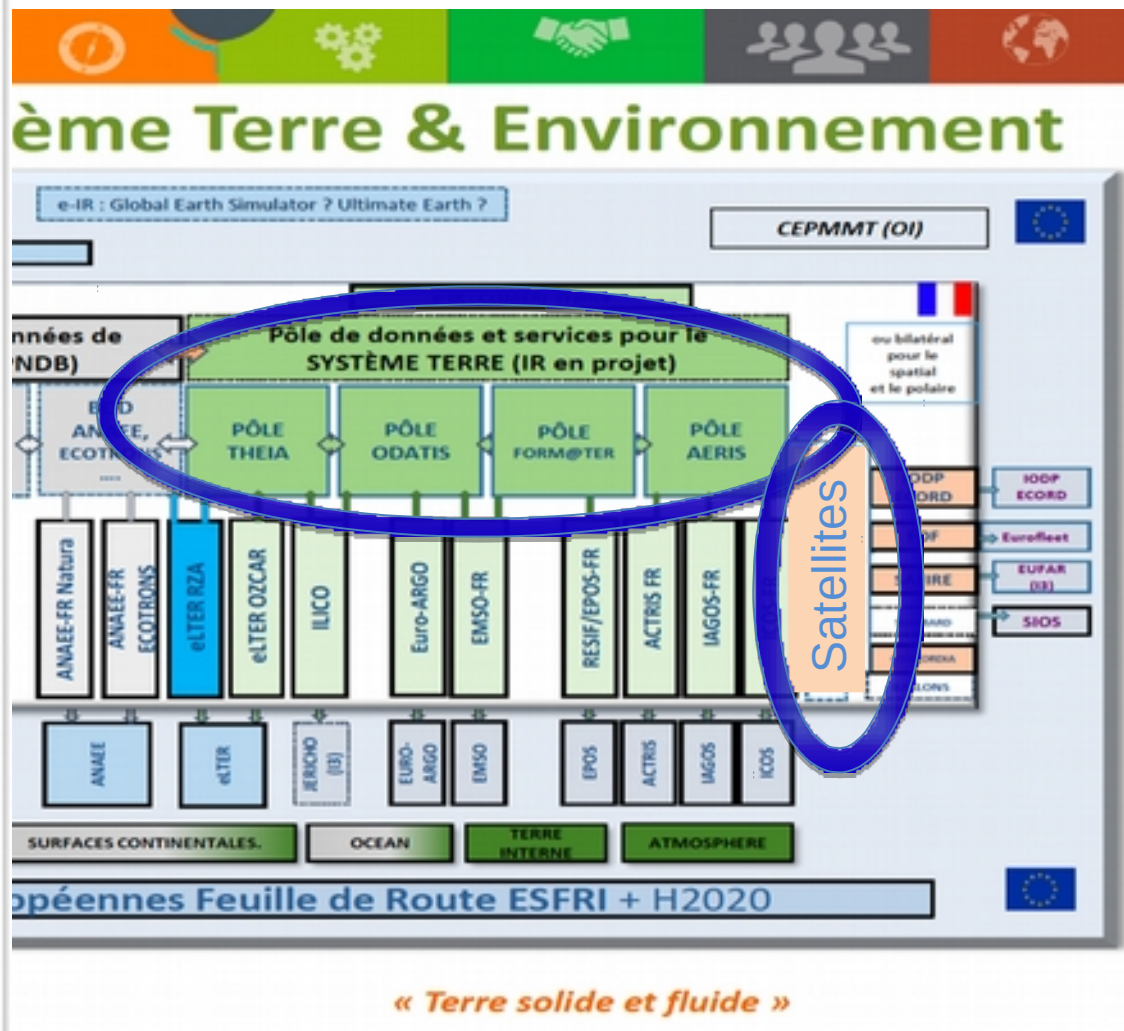 ème Terre & Environnement
e-IR : Global Earth Simulator ? Ultimate Earth ?
CEPMMT (OI)
nnées de
PNDB)
Pôle de données et services pour le
SYSTÈME TERRE (IR en projet)
ou bilatéral
pour le
spatial
et le polaire
ECOTRONS
....
PÔLE
THEIA
PÔLE
ODATIS
PÔLE
FORM@TER
PÔLE
AERIS
ANAEE-FR Natura
ANAEE-FR
ECOTRONS
eLTER RZA
eLTER OZCAR
ILICO
Euro-ARGO
EMSO-FR
RESIF/EPOS-FR
ACTRIS FR
IAGOS-FR
Satellites
IODP
ECORD
Eurofleet
EUFAR
(I3)
SIOS
ANAEE
eLTER
JERICHO
(I3)
EURO-
ARGO
EMSO
EPOS
ACTRIS
IAGOS
ICOS
SURFACES CONTINENTALES.
OCEAN
TERRE
INTERNE
ATMOSPHERE
opéennes Feuille de Route ESFRI + H2020
« Terre solide et fluide »